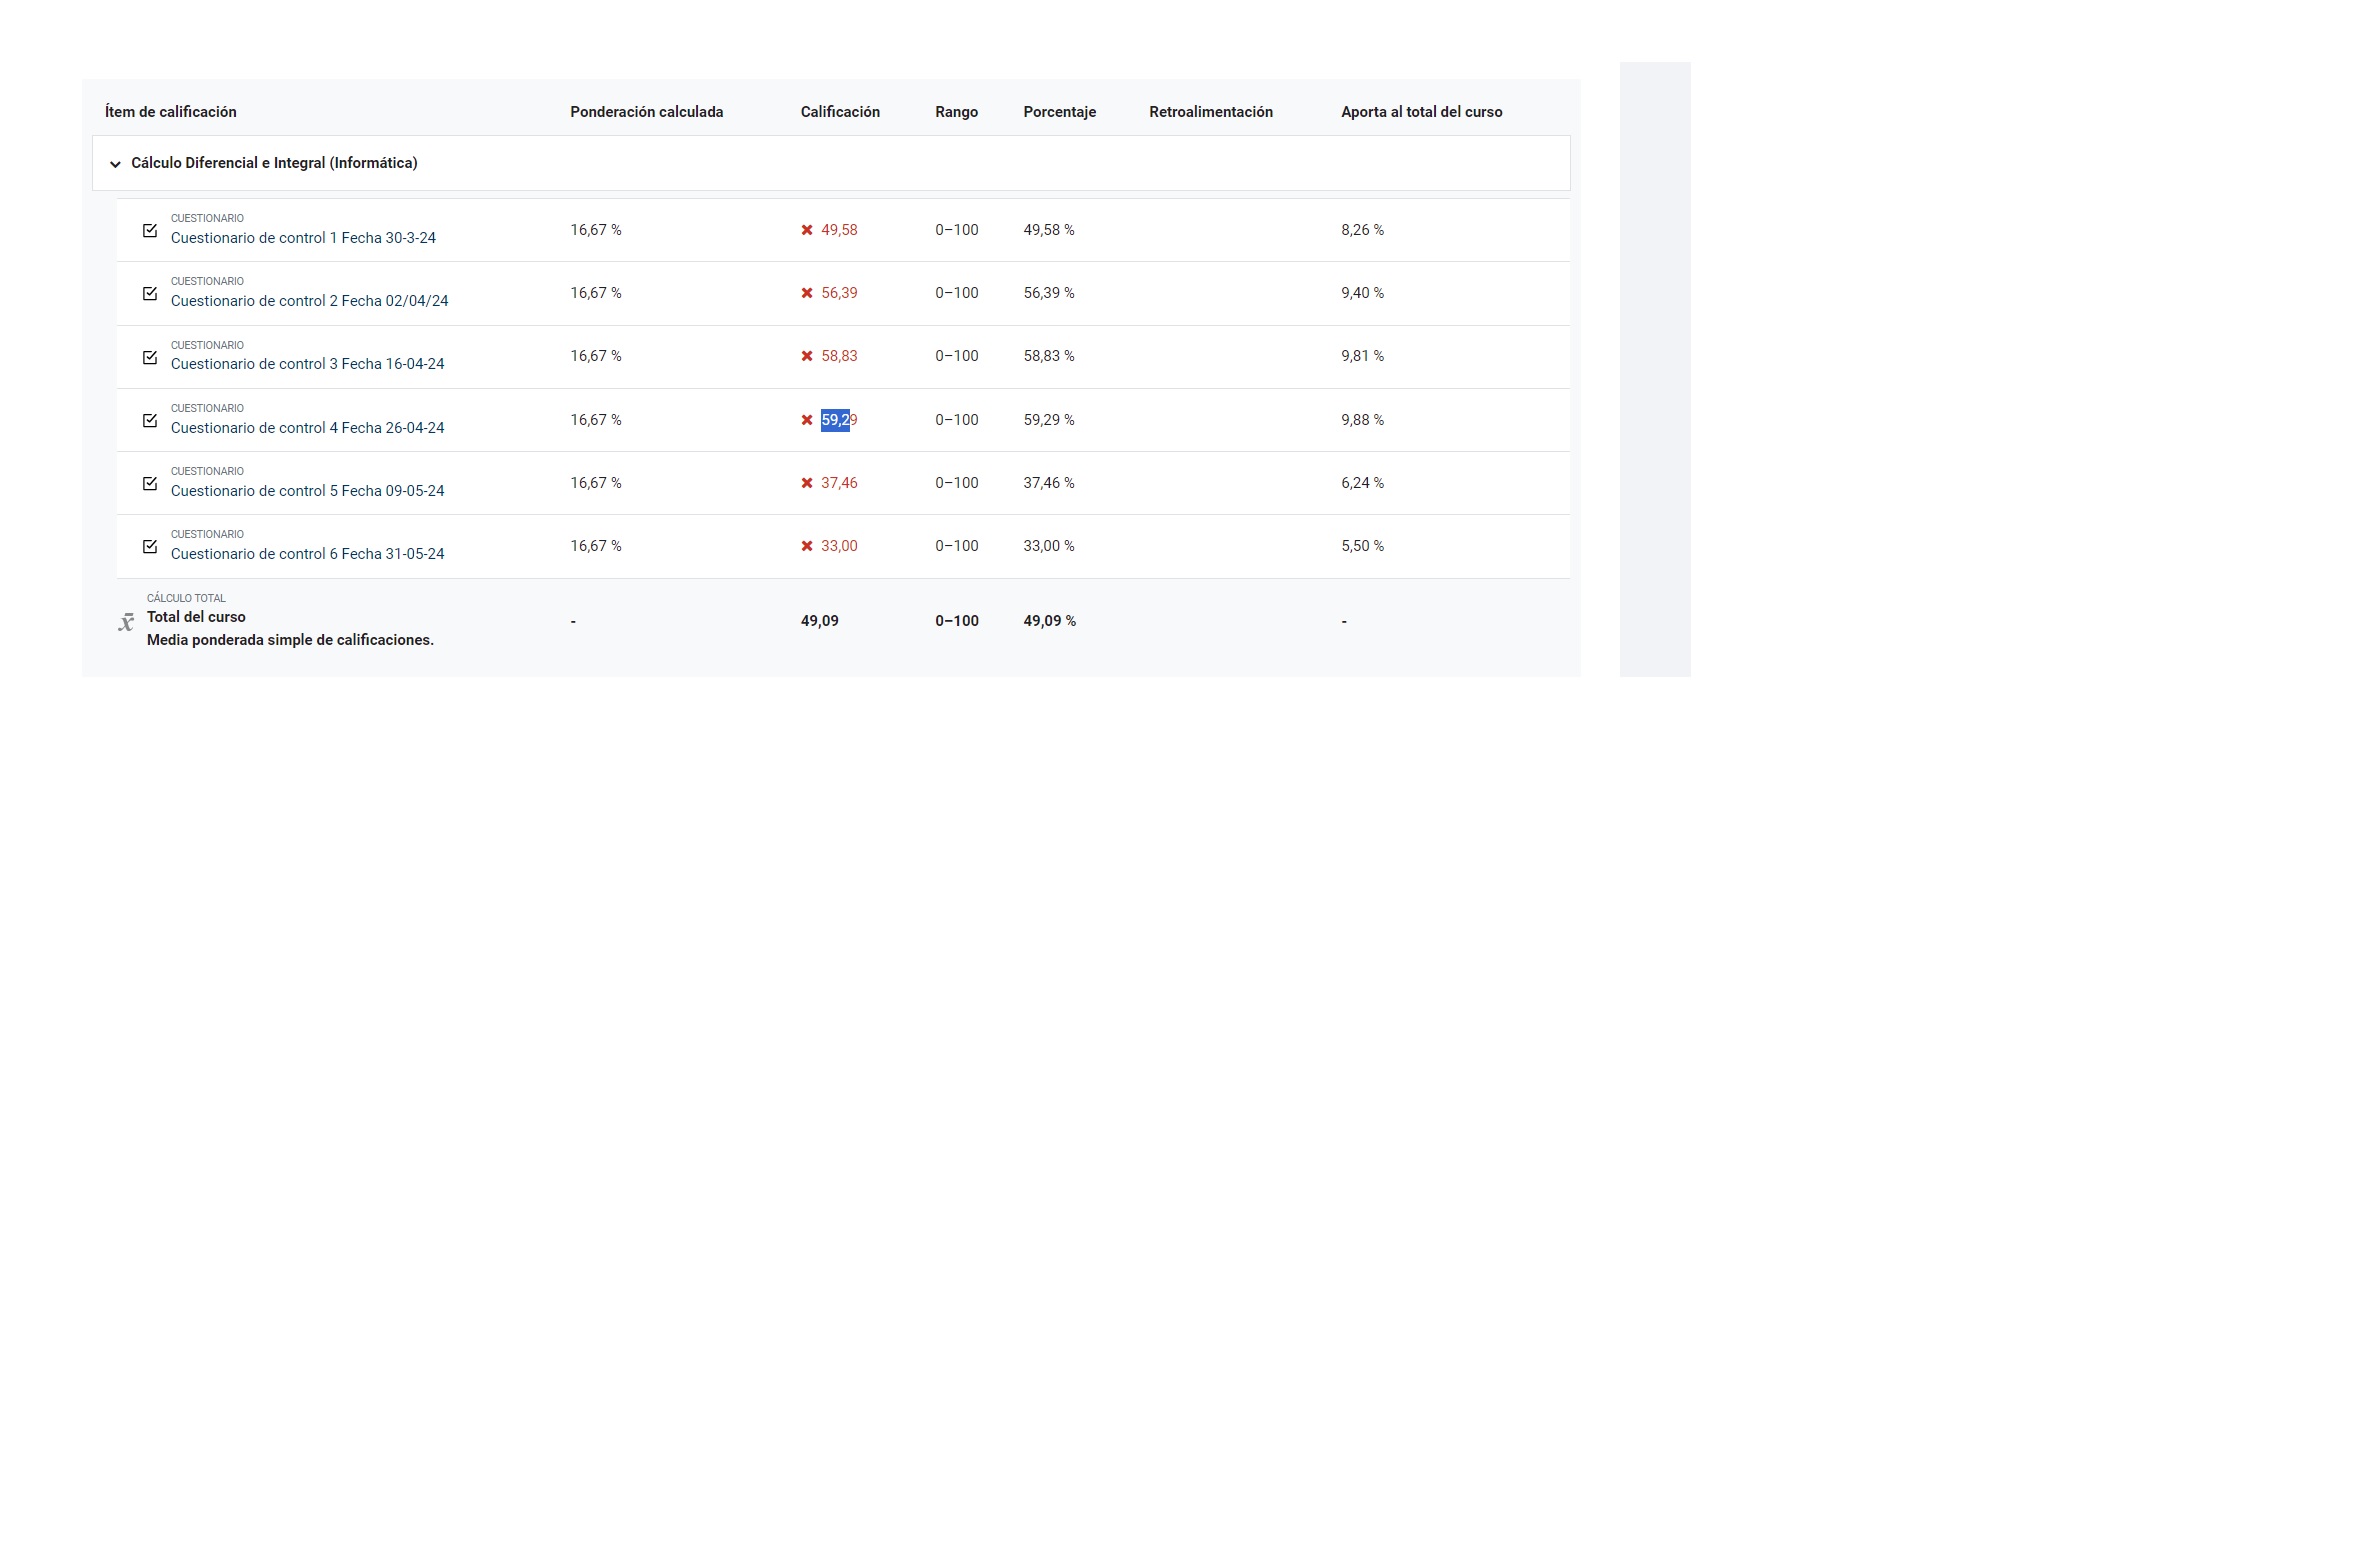 Ítem de calificación Ponderación calculada Calificación Rango Porcentaje Retroalimentación Aporta al total del curso
Cálculo Diferencial e Integral (Informática)
CUESTIONARIO
Cuestionario de control 1 Fecha 30-3-24 16,67 % 49,58 0–100 49,58 % 8,26 %
CUESTIONARIO
Cuestionario de control 2 Fecha 02/04/24 16,67 % 56,39 0–100 56,39 % 9,40 %
CUESTIONARIO
Cuestionario de control 3 Fecha 16-04-24 16,67 % 58,83 0–100 58,83 % 9,81 %
CUESTIONARIO
Cuestionario de control 4 Fecha 26-04-24 16,67 % 59,29 0–100 59,29 % 9,88 %
CUESTIONARIO
Cuestionario de control 5 Fecha 09-05-24 16,67 % 37,46 0–100 37,46 % 6,24 %
CUESTIONARIO
Cuestionario de control 6 Fecha 31-05-24 16,67 % 33,00 0–100 33,00 % 5,50 %
CÁLCULO TOTAL
Total del curso - 49,09 0–100 49,09 % -
Media ponderada simple de calificaciones.